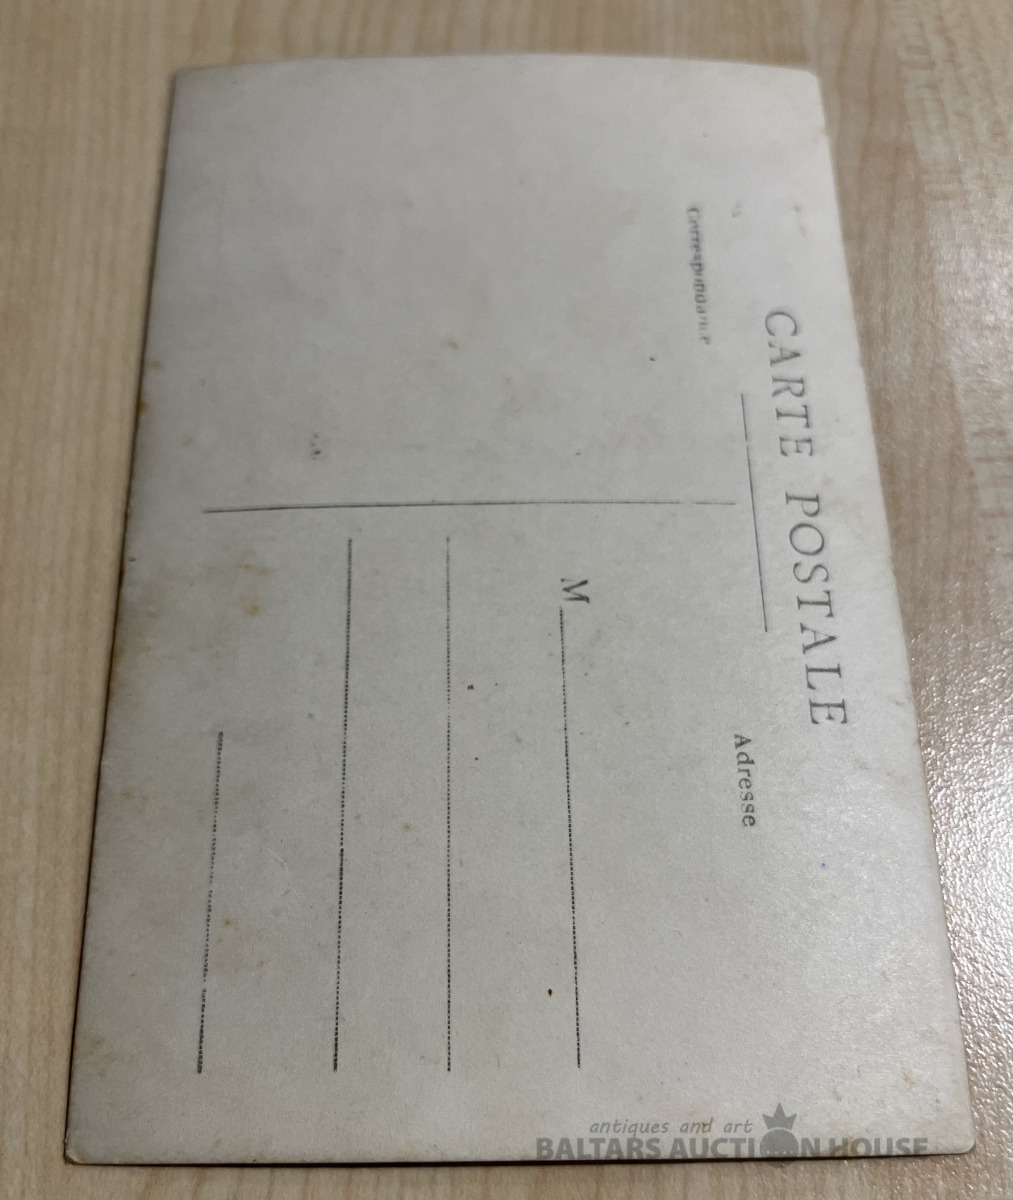 CARTE POSTALE
Correspondance
Adresse
M
antiques and art
BALTARS AUCTION HOUSE